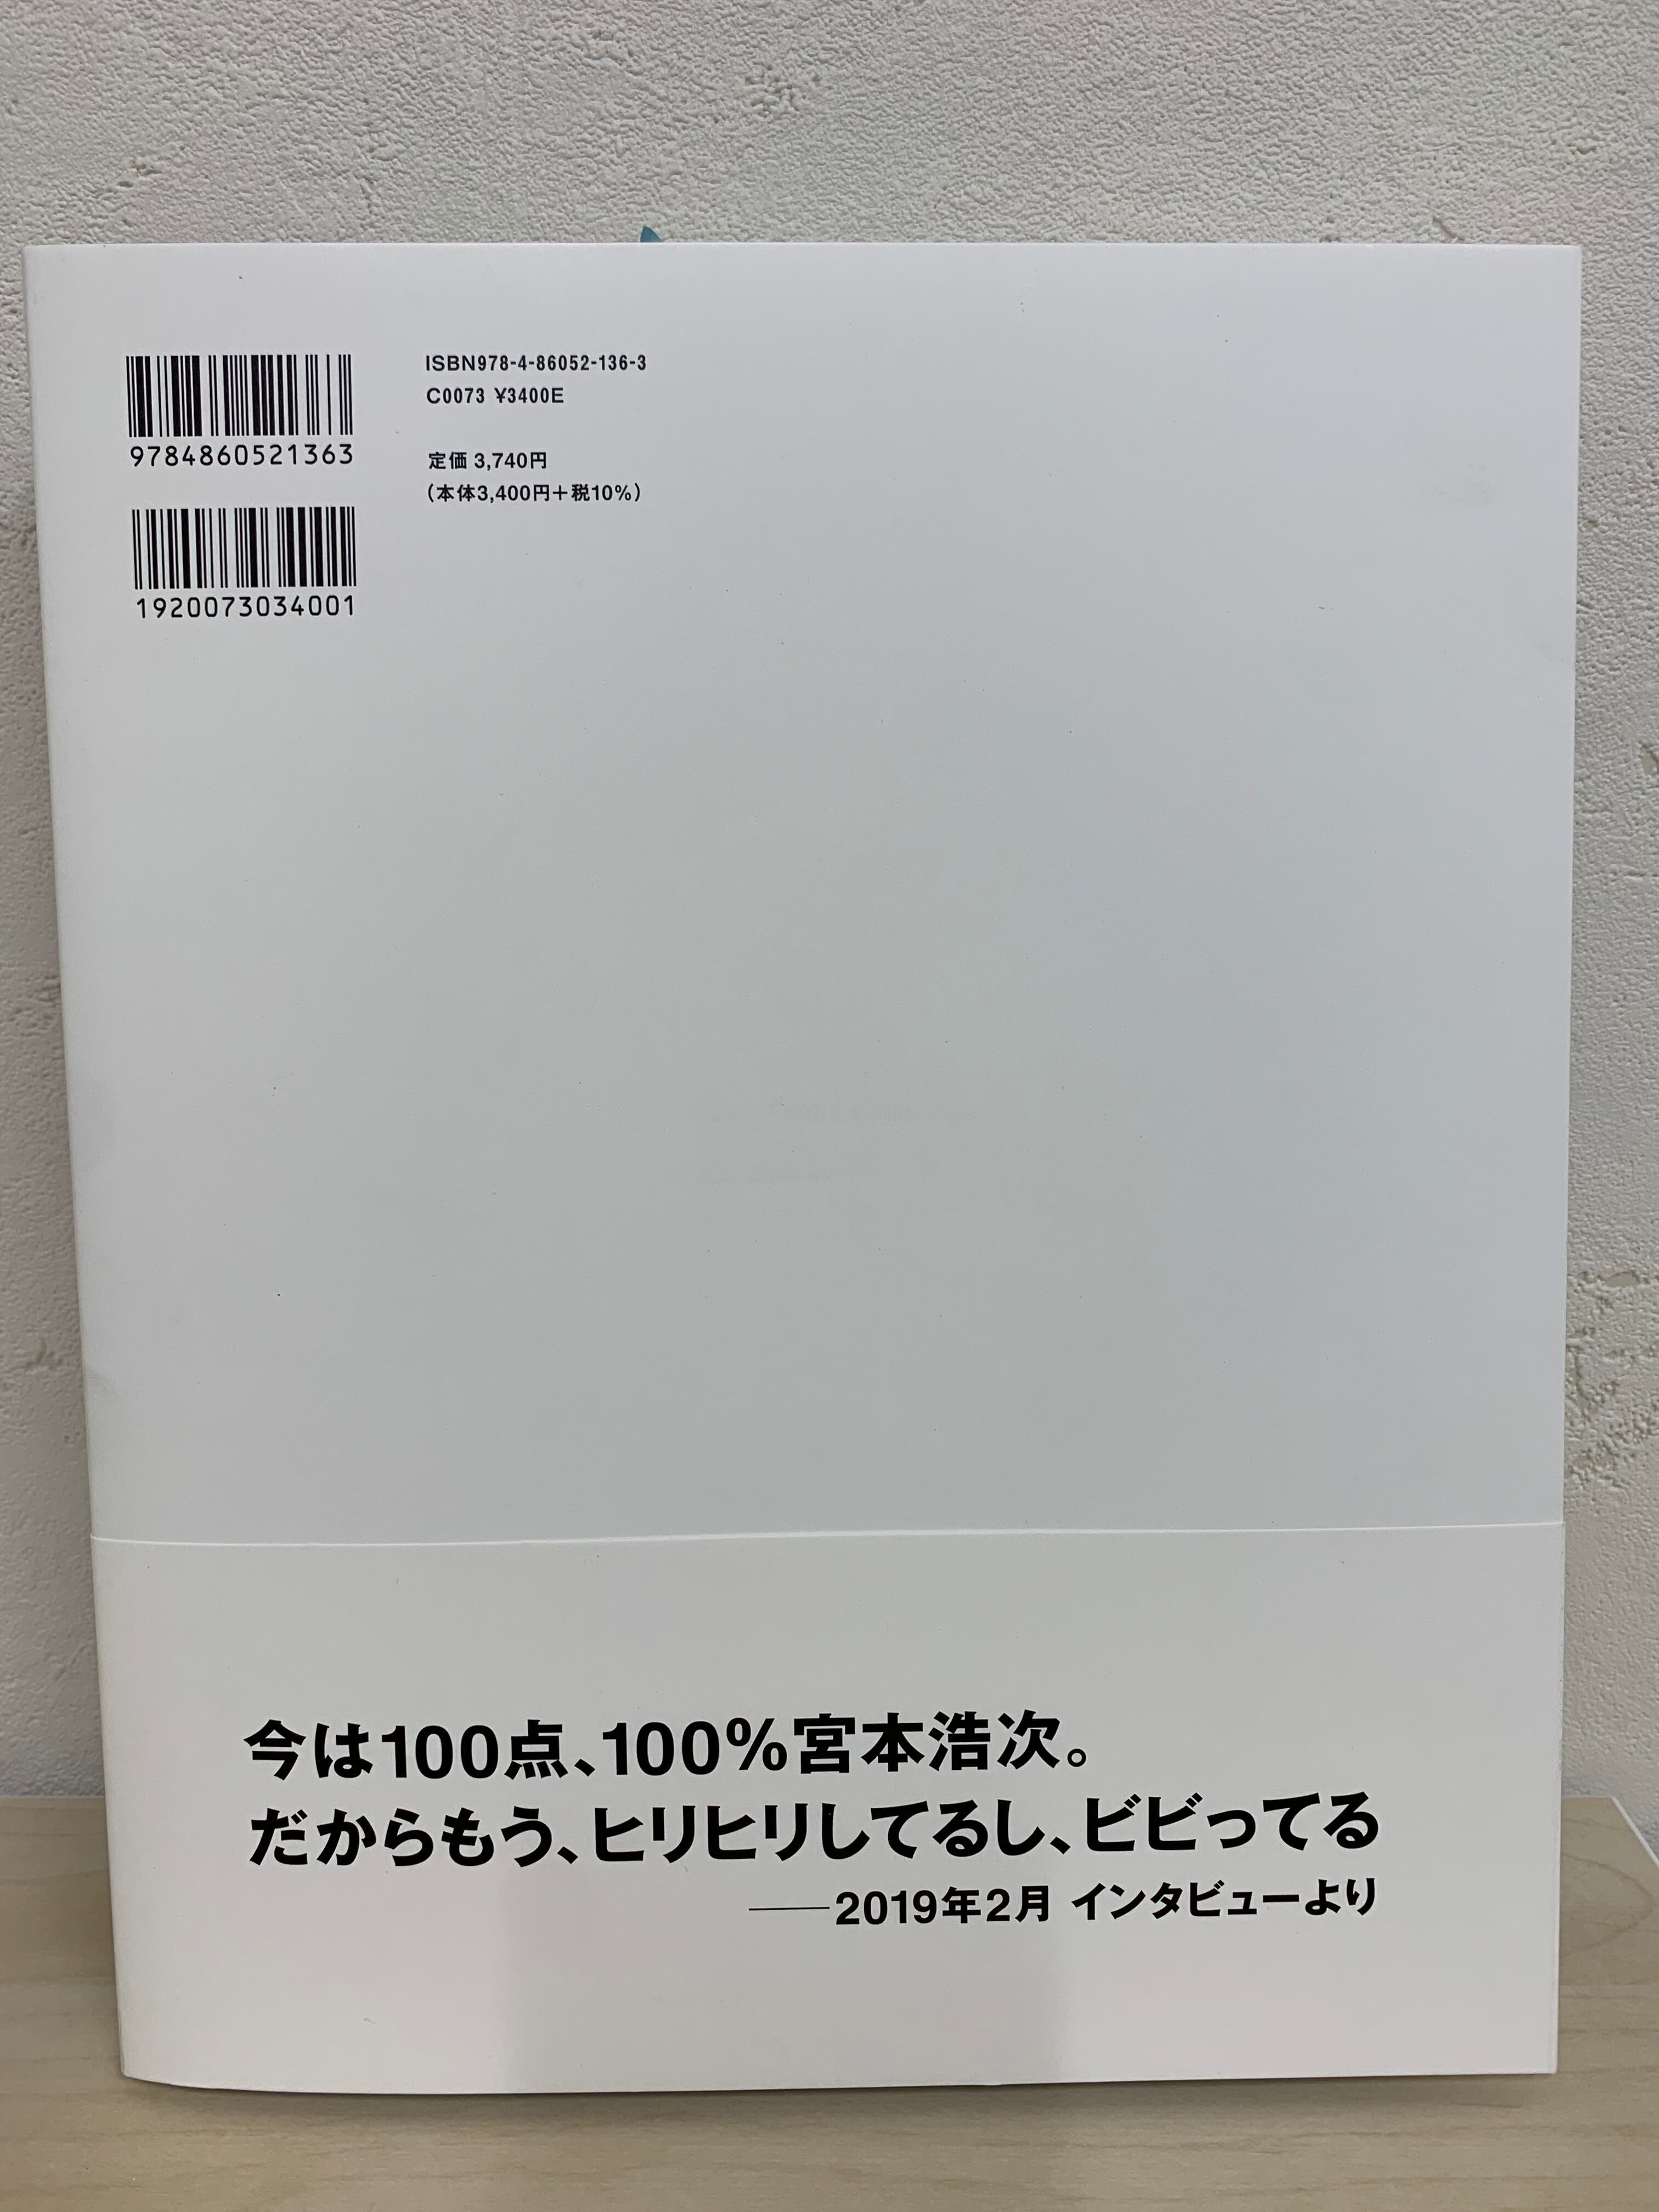 9784860521363
ISBN978-4-86052-136-3
C0073 ¥3400E
定価 3,740円
(本体3,400円+税10%)
1920073034001
今は100点、100%宮本浩次。
だからもう、ヒリヒリしてるし、ビビってる
——2019年2月 インタビューより